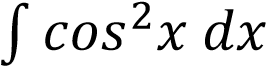 ∫ cos²x dx